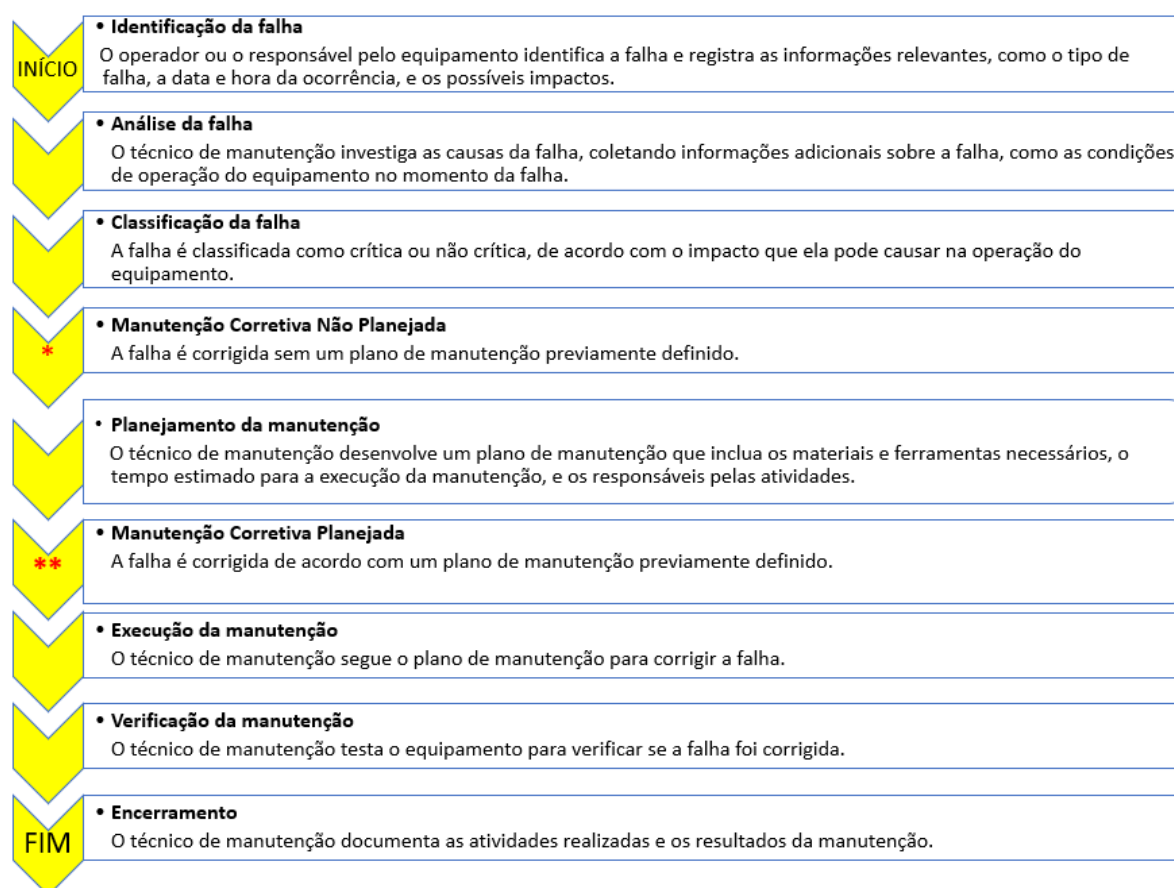 • Identificação da falha
INÍCIO
O operador ou o responsável pelo equipamento identifica a falha e registra as informações relevantes, como o tipo de
falha, a data e hora da ocorrência, e os possíveis impactos.
• Análise da falha
O técnico de manutenção investiga as causas da falha, coletando informações adicionais sobre a falha, como as condições
de operação do equipamento no momento da falha.
• Classificação da falha
A falha é classificada como crítica ou não crítica, de acordo com o impacto que ela pode causar na operação do
equipamento.
• Manutenção Corretiva Não Planejada
*
A falha é corrigida sem um plano de manutenção previamente definido.
• Planejamento da manutenção
O técnico de manutenção desenvolve um plano de manutenção que inclua os materiais e ferramentas necessários, o
tempo estimado para a execução da manutenção, e os responsáveis pelas atividades.
• Manutenção Corretiva Planejada
**
A falha é corrigida de acordo com um plano de manutenção previamente definido.
• Execução da manutenção
O técnico de manutenção segue o plano de manutenção para corrigir a falha.
• Verificação da manutenção
O técnico de manutenção testa o equipamento para verificar se a falha foi corrigida.
• Encerramento
FIM
O técnico de manutenção documenta as atividades realizadas e os resultados da manutenção.